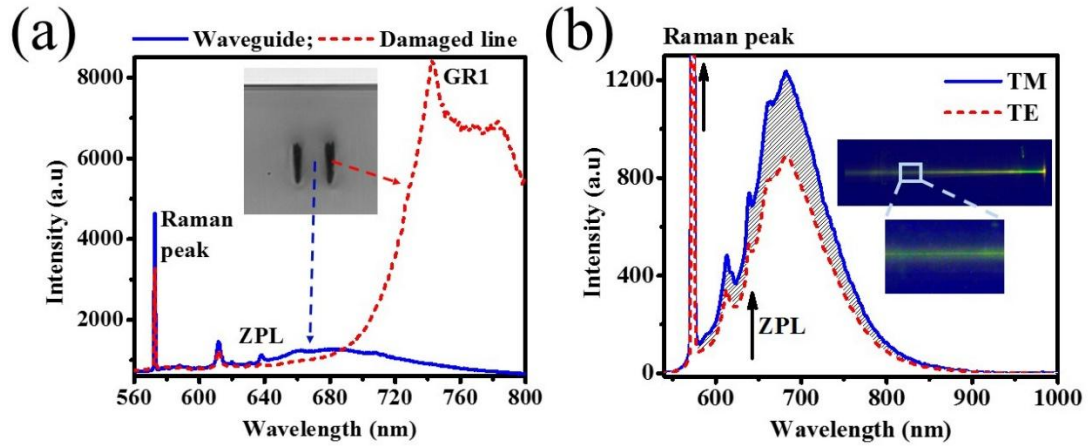 (a)
Waveguide; Damaged line
8000
6000
4000
2000
Intensity (a.u)
GR1
Raman
peak
ZPL
560 600 640 680 720 760 800
Wavelength (nm)
(b)
Raman peak
1200
800
400
0
Intensity (a.u)
TM
TE
ZPL
600 700 800 900 1000
Wavelength (nm)